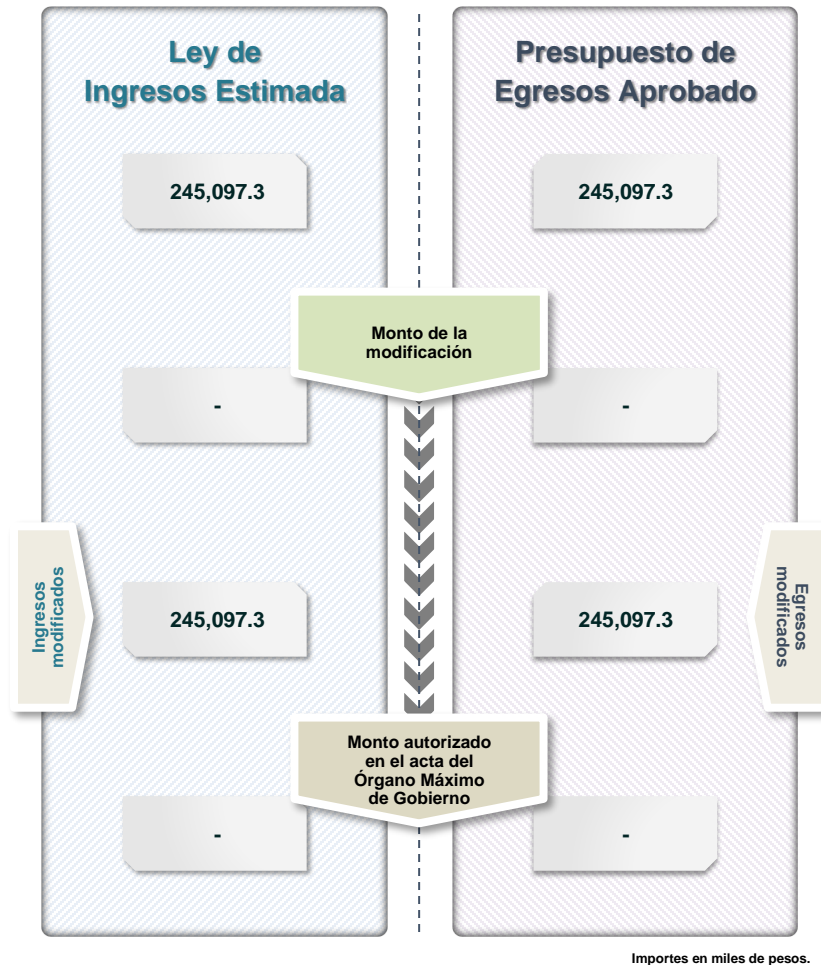 Ley de
Ingresos Estimada
Presupuesto de
Egresos Aprobado
245,097.3
245,097.3
Monto de la
modificación
-
-
Ingresos
modificados
245,097.3
245,097.3
Egresos
modificados
Monto autorizado
en el acta del
Órgano Máximo
de Gobierno
-
-
Importes en miles de pesos.